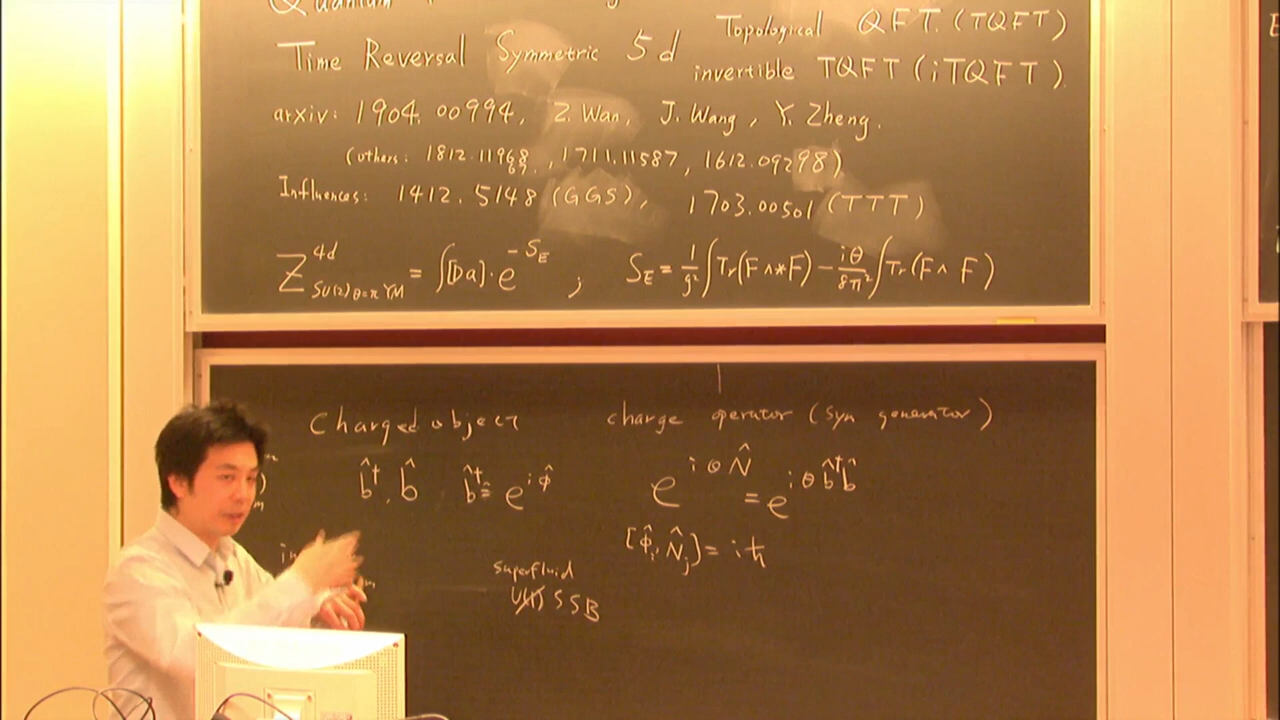 Quantum
Time Reversal Symmetric 5d Topological QFT. (TQFT)
invertible TQFT (iTQFT).
arxiv: 1904.00994, Z. Wan, J. Wang, Y. Zheng.
(others: 1812.11968, 1711.11587, 1612.09298)
67.
Influences: 1412.5148 (GGS), 1703.00501 (TTT)
Z^{4d}_{SU(2) θ=π YM} = ∫[Da]· e^{-S_E} ; S_E = 1/g² ∫Tr(F∧*F) − iθ/8π² ∫Tr(F∧F)
Charged object charge operator (sym generator)
b̂†, b̂ b̂† = e^{iφ̂} e^{iθN̂} = e^{iθb̂†b̂}
[φ̂_i, N̂_j] = iħ
superfluid
U(1) SSB